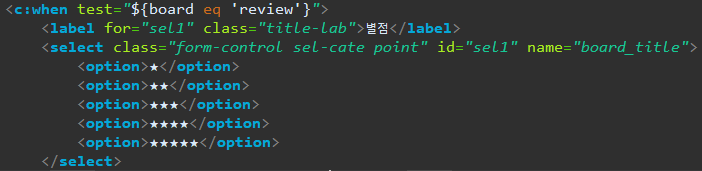 <c:when test="${board eq 'review'}">
<label for="sel1" class="title-lab">별점</label>
<select class="form-control sel-cate point" id="sel1" name="board_title">
<option>★</option>
<option>★★</option>
<option>★★★</option>
<option>★★★★</option>
<option>★★★★★</option>
</select>